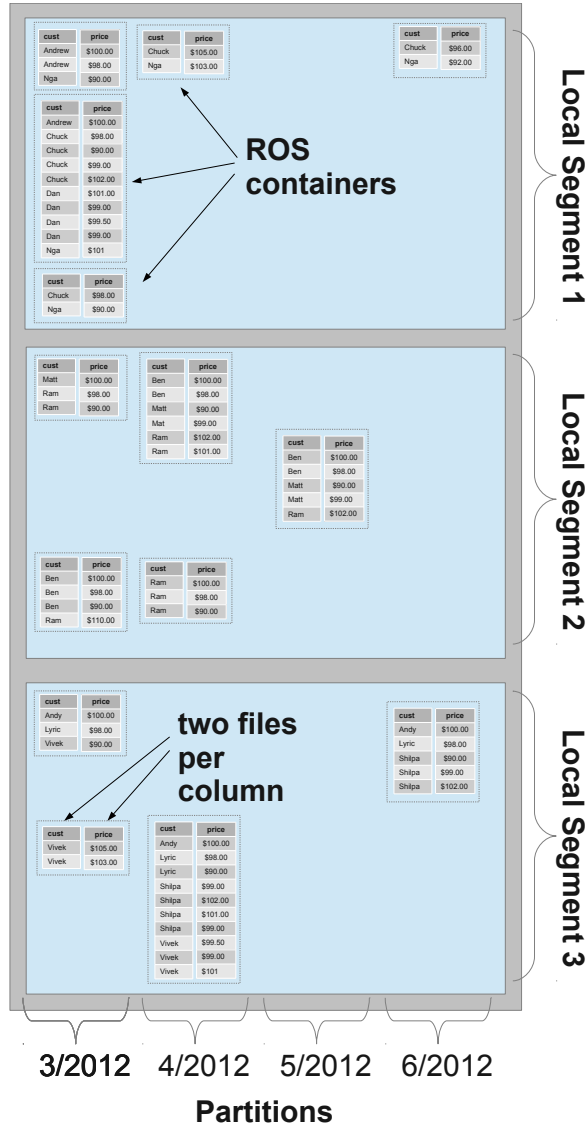 cust price
Andrew $100.00
Andrew $98.00
Nga $90.00
cust price
Chuck $105.00
Nga $103.00
cust price
Chuck $96.00
Nga $92.00
cust price
Andrew $100.00
Chuck $98.00
Chuck $90.00
Chuck $99.00
Chuck $102.00
Dan $101.00
Dan $99.00
Dan $99.50
Dan $99.00
Nga $101
ROS
containers
cust price
Chuck $98.00
Nga $90.00
Local Segment 1
cust price
Matt $100.00
Ram $98.00
Ram $90.00
cust price
Ben $100.00
Ben $98.00
Matt $90.00
Mat $99.00
Ram $102.00
Ram $101.00
cust price
Ben $100.00
Ben $98.00
Matt $90.00
Matt $99.00
Ram $102.00
cust price
Ben $100.00
Ben $98.00
Ben $90.00
Ram $110.00
cust price
Ram $100.00
Ram $98.00
Ram $90.00
Local Segment 2
cust price
Andy $100.00
Lyric $98.00
Vivek $90.00
two files
per
column
cust price
Andy $100.00
Lyric $98.00
Shilpa $90.00
Shilpa $99.00
Shilpa $102.00
cust price
Vivek $105.00
Vivek $103.00
cust price
Andy $100.00
Lyric $98.00
Lyric $90.00
Shilpa $99.00
Shilpa $102.00
Shilpa $101.00
Shilpa $99.00
Vivek $99.50
Vivek $99.00
Vivek $101
Local Segment 3
3/2012 4/2012 5/2012 6/2012
Partitions